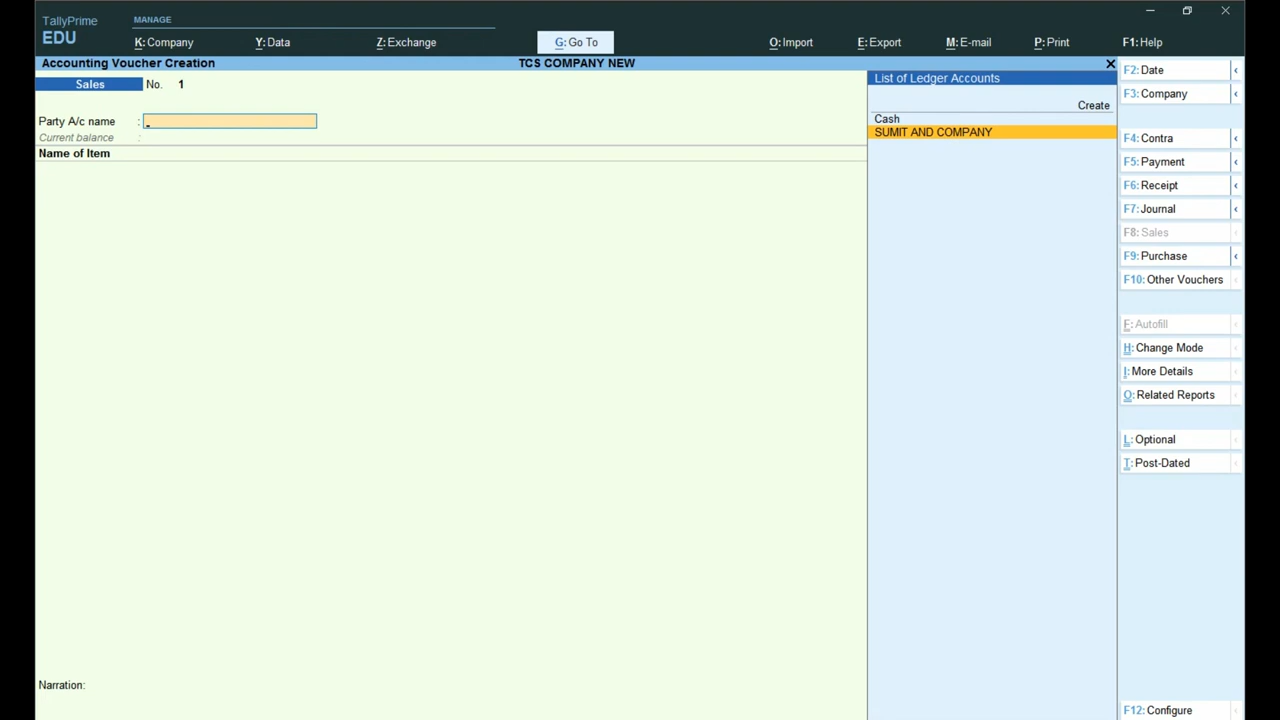 TallyPrime
EDU
MANAGE
K: Company
Y: Data
Z: Exchange
G: Go To
O: Import
E: Export
M: E-mail
P: Print
F1: Help
Accounting Voucher Creation
TCS COMPANY NEW
Sales
No. 1
Party A/c name :
Current balance :
Name of Item
Narration:
List of Ledger Accounts
Create
Cash
SUMIT AND COMPANY
F2: Date
F3: Company
F4: Contra
F5: Payment
F6: Receipt
F7: Journal
F8: Sales
F9: Purchase
F10: Other Vouchers
F: Autofill
H: Change Mode
I: More Details
O: Related Reports
L: Optional
T: Post-Dated
F12: Configure